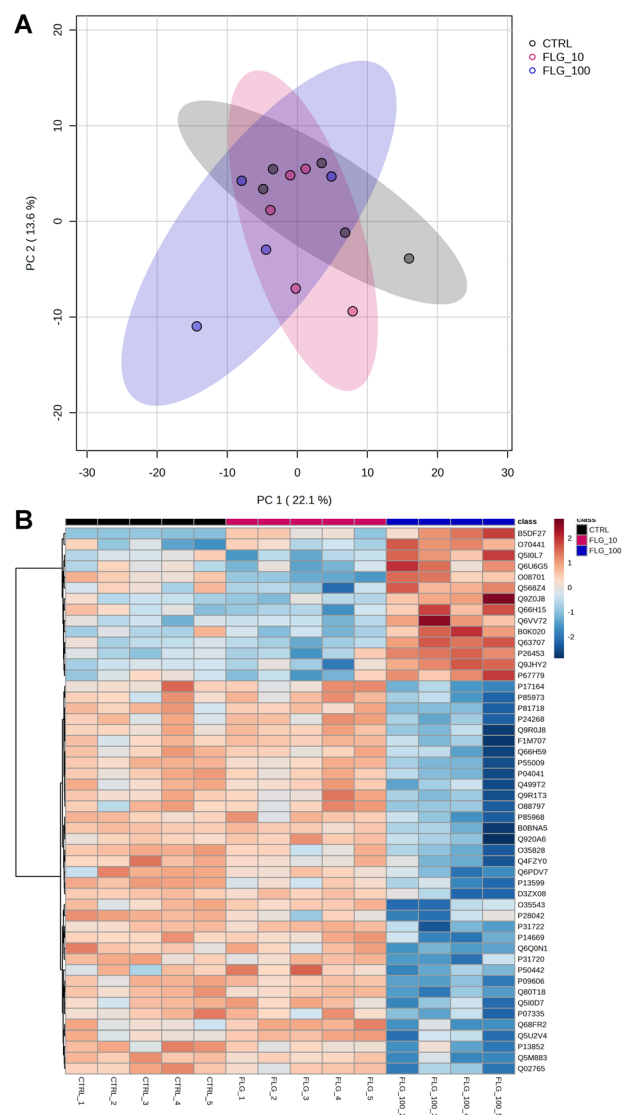 A
CTRL
FLG_10
FLG_100
20
10
0
-10
-20
PC 2 ( 13.6 %)
-30
-20
-10
0
10
20
30
PC 1 ( 22.1 %)
B
class
B5DF27
O70441
Q5I0L7
Q6U6G5
O08701
Q568Z4
Q9Z0J8
Q66H15
Q6VV72
B0K020
Q63707
P26453
Q9JHY2
P67779
P17164
P85973
P81718
P24268
Q9R0J8
F1M707
Q66H59
P55009
P04041
Q499T2
Q9R1T3
O88797
P85968
B0BNA5
Q920A6
O35828
Q4FZY0
Q6PDV7
P13599
D3ZX08
O35543
P28042
P31722
P14669
Q6Q0N1
P31720
P50442
P09606
Q80T18
Q5I0D7
P07335
Q68FR2
Q5U2V4
P13852
Q5M883
Q02765
class
CTRL
FLG_10
FLG_100
2
1
0
-1
-2
CTRL_1
CTRL_2
CTRL_3
CTRL_4
CTRL_5
FLG_1
FLG_2
FLG_3
FLG_4
FLG_5